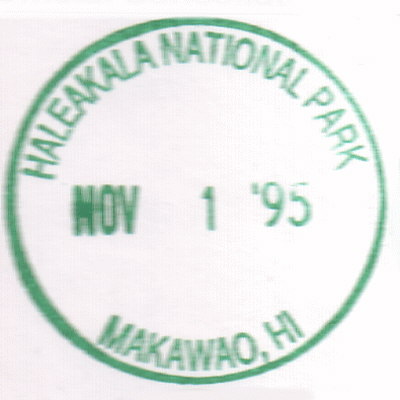 HALEAKALA NATIONAL PARK
NOV 1 '95
MAKAWAO, HI